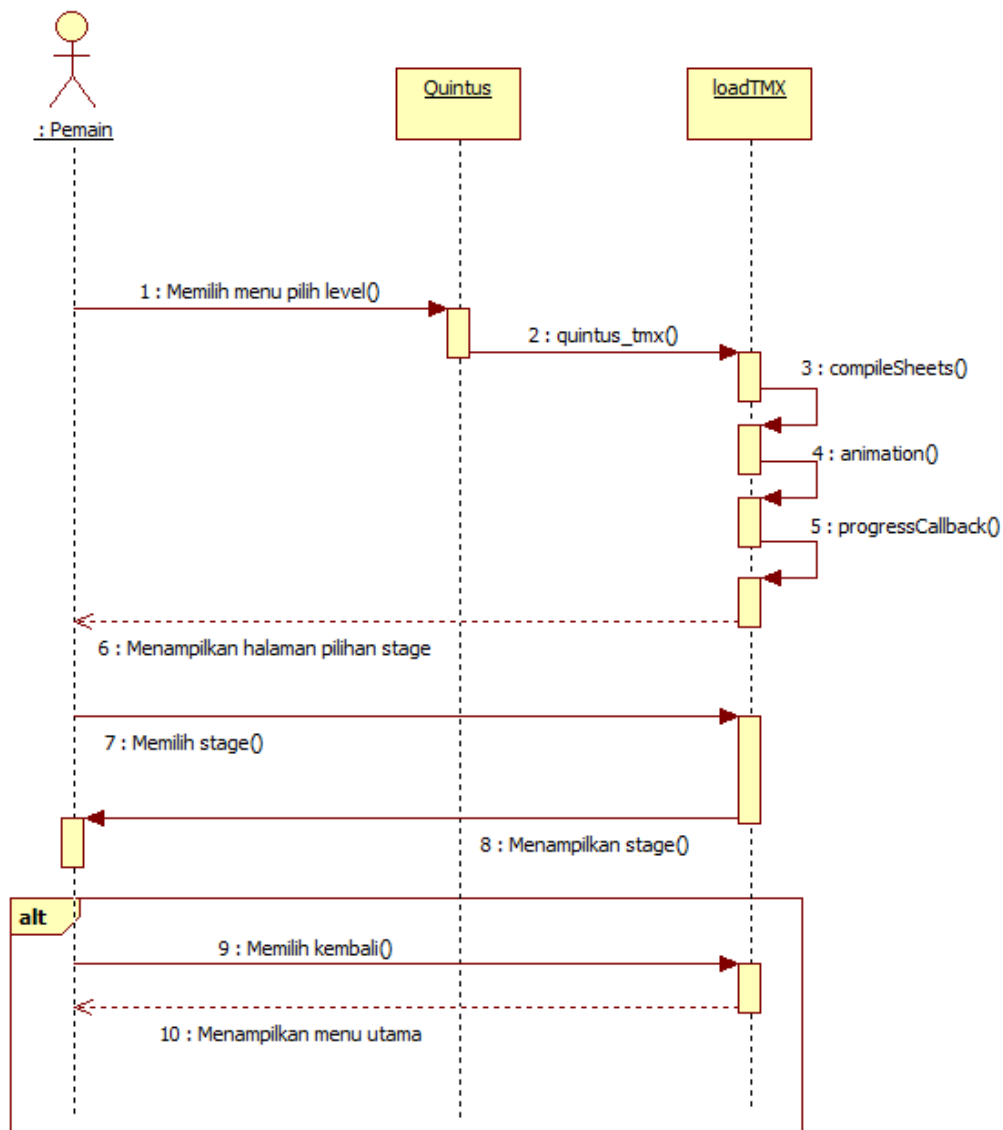 : Pemain
Quintus
loadTMX
1 : Memilih menu pilih level()
2 : quintus_tmx()
3 : compileSheets()
4 : animation()
5 : progressCallback()
6 : Menampilkan halaman pilihan stage
7 : Memilih stage()
8 : Menampilkan stage()
alt
9 : Memilih kembali()
10 : Menampilkan menu utama